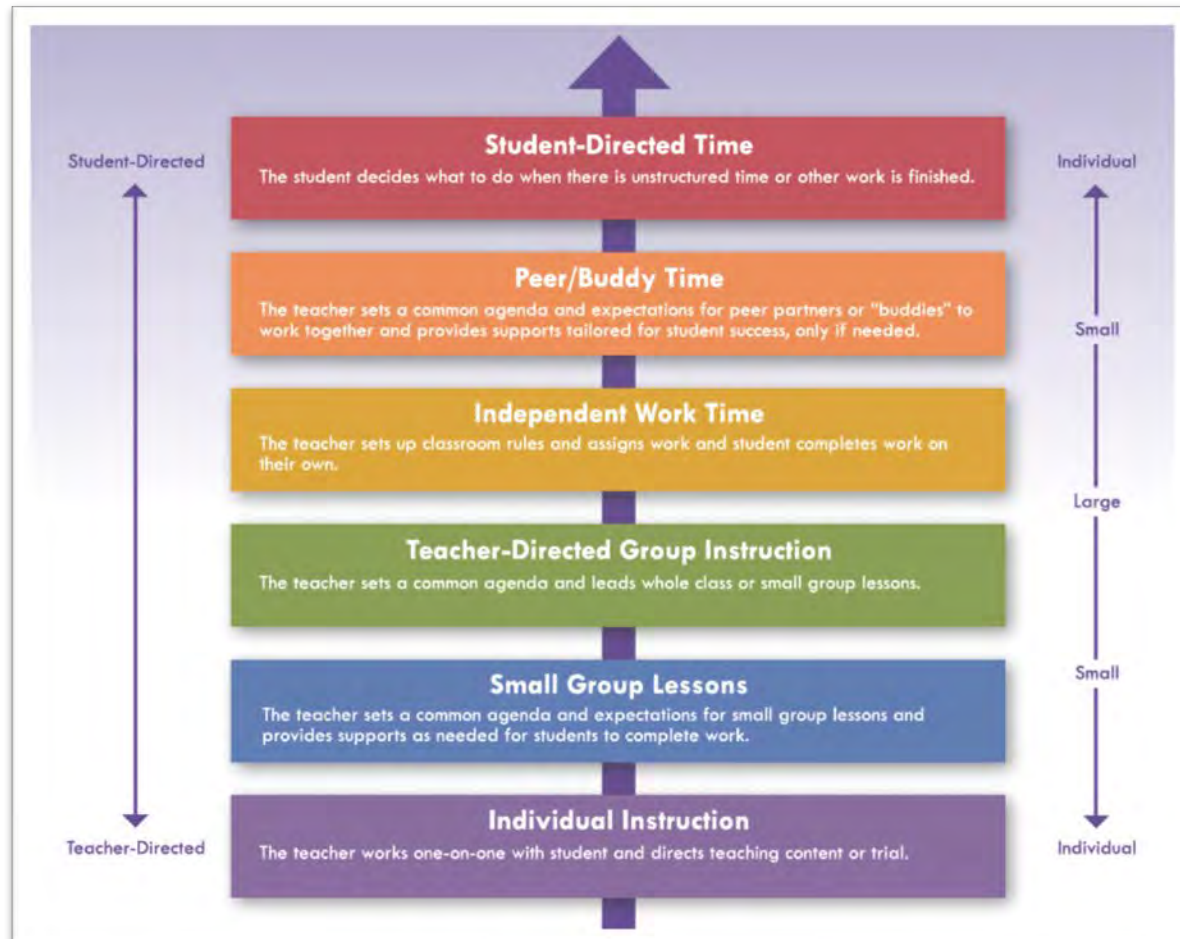 Student-Directed Time
The student decides what to do when there is unstructured time or other work is finished.
Student-Directed
Individual
Peer/Buddy Time
The teacher sets a common agenda and expectations for peer partners or "buddies" to
work together and provides supports tailored for student success, only if needed.
Small
Independent Work Time
The teacher sets up classroom rules and assigns work and student completes work on
their own.
Large
Teacher-Directed Group Instruction
The teacher sets a common agenda and leads whole class or small group lessons.
Small Group Lessons
The teacher sets a common agenda and expectations for small group lessons and
provides supports as needed for students to complete work.
Small
Individual Instruction
The teacher works one-on-one with student and directs teaching content or trial.
Teacher-Directed
Individual